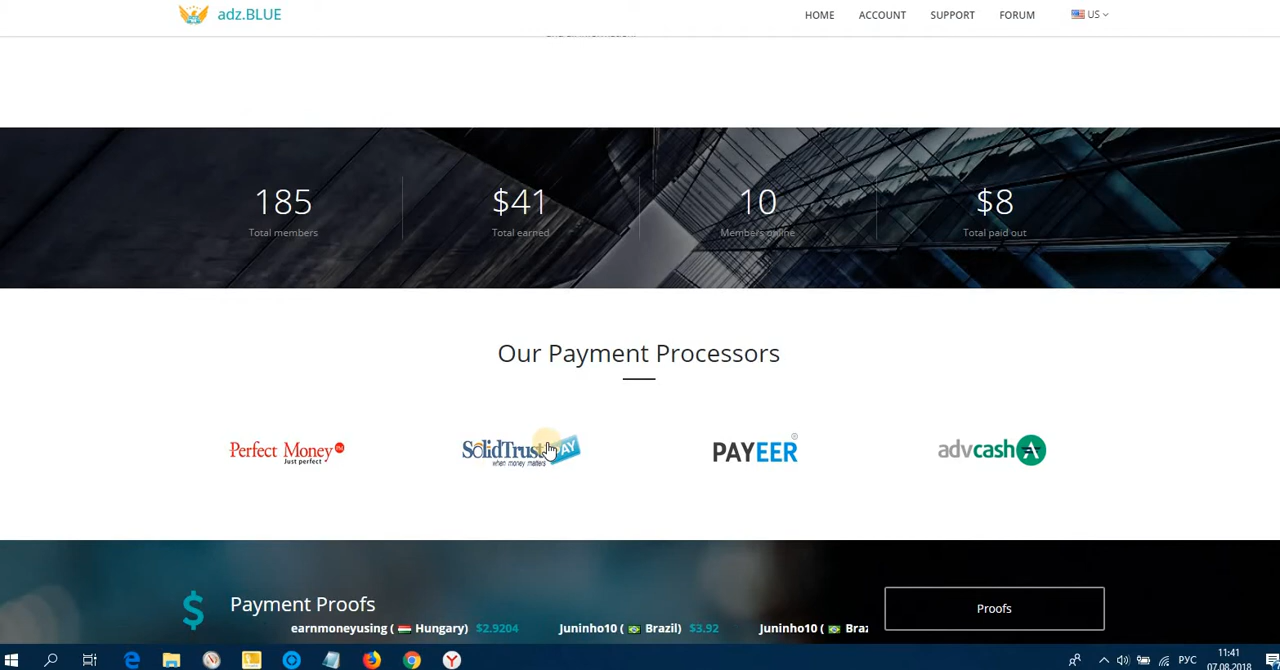 adz.BLUE
HOME ACCOUNT SUPPORT FORUM US
185 $41 10 $8
Total members Total earned Members online Total paid out
Our Payment Processors
Perfect Money
Just perfect
SolidTrust PAY
when money matters
PAYEER
advcash
Payment Proofs
Proofs
earnmoneyusing ( Hungary) $2.9204 Juninho10 ( Brazil) $3.92 Juninho10 ( Braz
РУС
11:41
07.08.2018